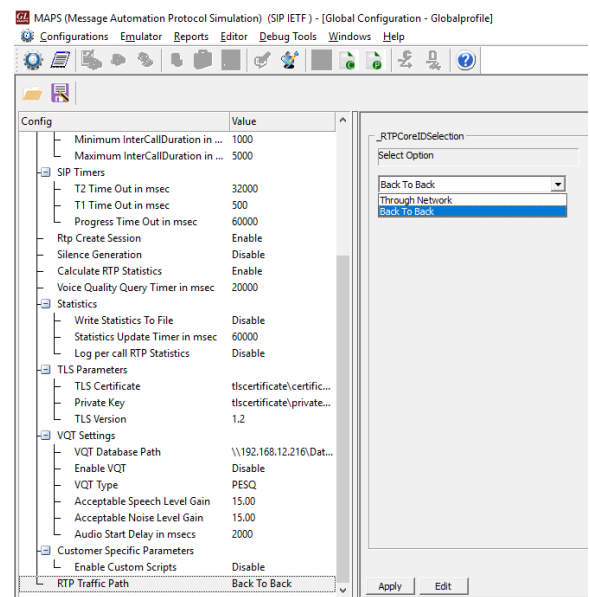 GL MAPS (Message Automation Protocol Simulation) (SIP IETF ) - [Global Configuration - Globalprofile]
Configurations Emulator Reports Editor Debug Tools Windows Help
Config Value
Minimum InterCallDuration in ... 1000
Maximum InterCallDuration in ... 5000
SIP Timers
T2 Time Out in msec 32000
T1 Time Out in msec 500
Progress Time Out in msec 60000
Rtp Create Session Enable
Silence Generation Disable
Calculate RTP Statistics Enable
Voice Quality Query Timer in msec 20000
Statistics
Write Statistics To File Disable
Statistics Update Timer in msec 60000
Log per call RTP Statistics Disable
TLS Parameters
TLS Certificate tlscertificate\certific...
Private Key tlscertificate\private...
TLS Version 1.2
VQT Settings
VQT Database Path \\192.168.12.216\Dat...
Enable VQT Disable
VQT Type PESQ
Acceptable Speech Level Gain 15.00
Acceptable Noise Level Gain 15.00
Audio Start Delay in msecs 2000
Customer Specific Parameters
Enable Custom Scripts Disable
RTP Traffic Path Back To Back
_RTPCoreIDSelection
Select Option
Back To Back
Through Network
Back To Back
Apply Edit